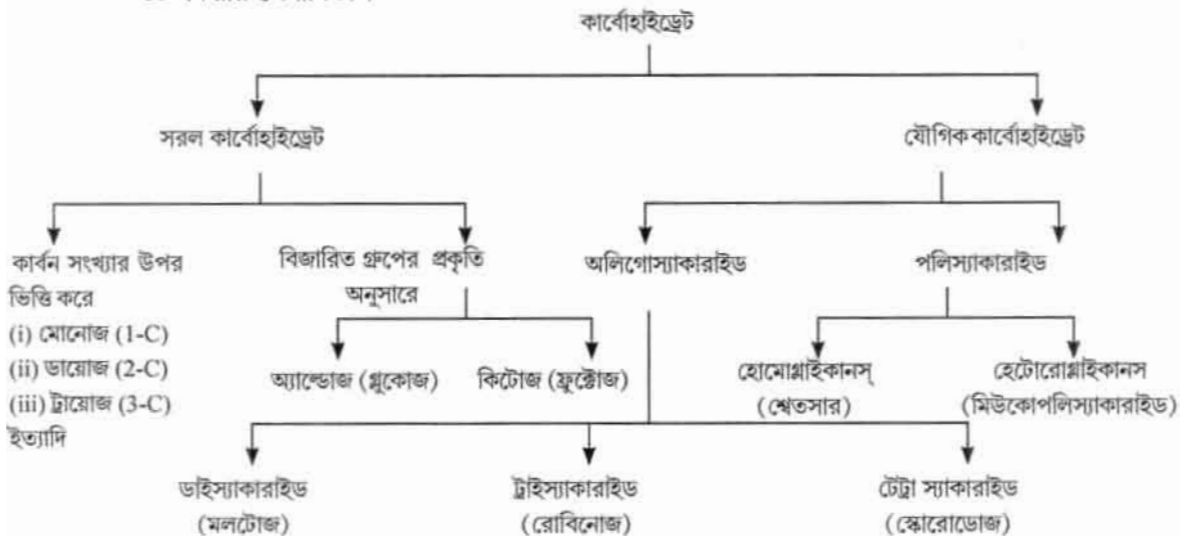 কার্বোহাইড্রেট
সরল কার্বোহাইড্রেট
যৌগিক কার্বোহাইড্রেট
কার্বন সংখ্যার উপর
ভিত্তি করে
(i) মোনোজ (1-C)
(ii) ডায়োজ (2-C)
(iii) ট্রায়োজ (3-C)
ইত্যাদি
বিজারিত গ্রুপের প্রকৃতি
অনুসারে
অ্যাল্ডোজ (গ্লুকোজ)
কিটোজ (ফ্রুক্টোজ)
অলিগোস্যাকারাইড
পলিস্যাকারাইড
হোমোগ্লাইকানস্
(শ্বেতসার)
হেটোরোগ্লাইকানস
(মিউকোপলিস্যাকারাইড)
ডাইস্যাকারাইড
(মলটোজ)
ট্রাইস্যাকারাইড
(রোবিনোজ)
টেট্রা স্যাকারাইড
(স্কোরোডোজ)